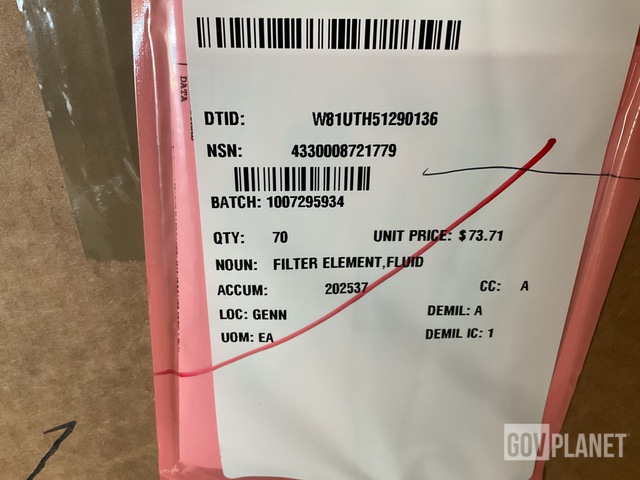 DATA
DTID: W81UTH51290136
NSN: 4330008721779
BATCH: 1007295934
QTY: 70 UNIT PRICE: $73.71
NOUN: FILTER ELEMENT,FLUID
ACCUM: 202537 CC: A
LOC: GENN DEMIL: A
UOM: EA DEMIL IC: 1
GOVPLANET